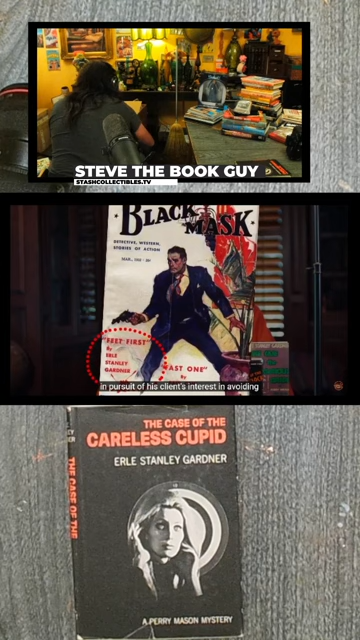 STEVE THE BOOK GUY
STASHCOLLECTIBLES.TV
BLACK MASK
DETECTIVE, WESTERN,
STORIES OF ACTION
"FEET FIRST"
By
ERLE
STANLEY
GARDNER
By
in pursuit of his client's interest in avoiding
THE CASE OF THE
THE CASE OF THE
CARELESS CUPID
ERLE STANLEY GARDNER
A PERRY MASON MYSTERY